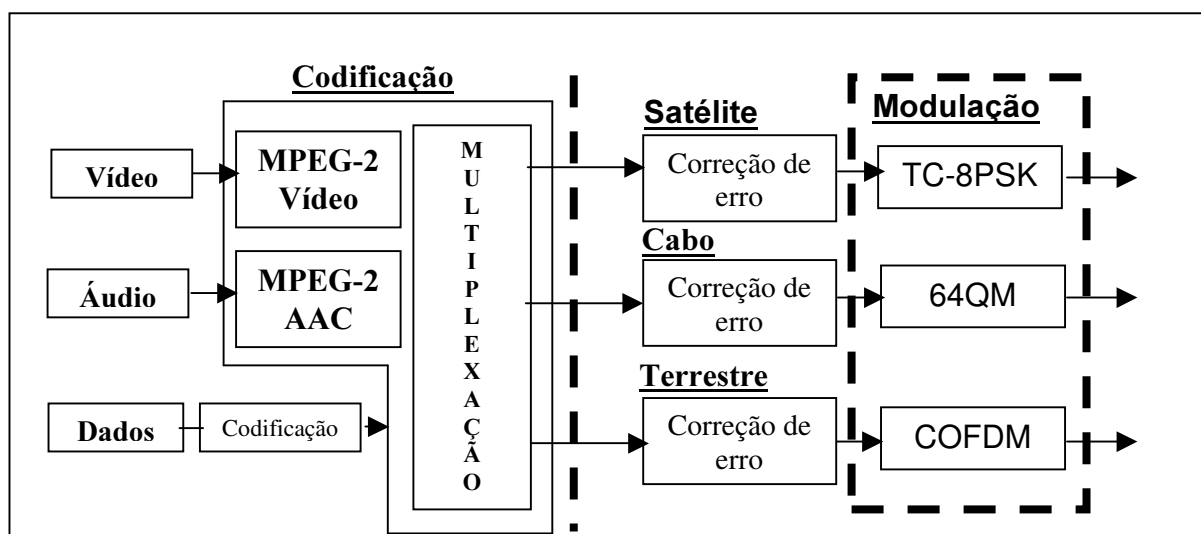 Codificação
Vídeo
MPEG-2
Vídeo
Áudio
MPEG-2
AAC
Dados
Codificação
MULTIPLEXAÇÃO
Satélite
Correção de
erro
Cabo
Correção de
erro
Terrestre
Correção de
erro
Modulação
TC-8PSK
64QM
COFDM